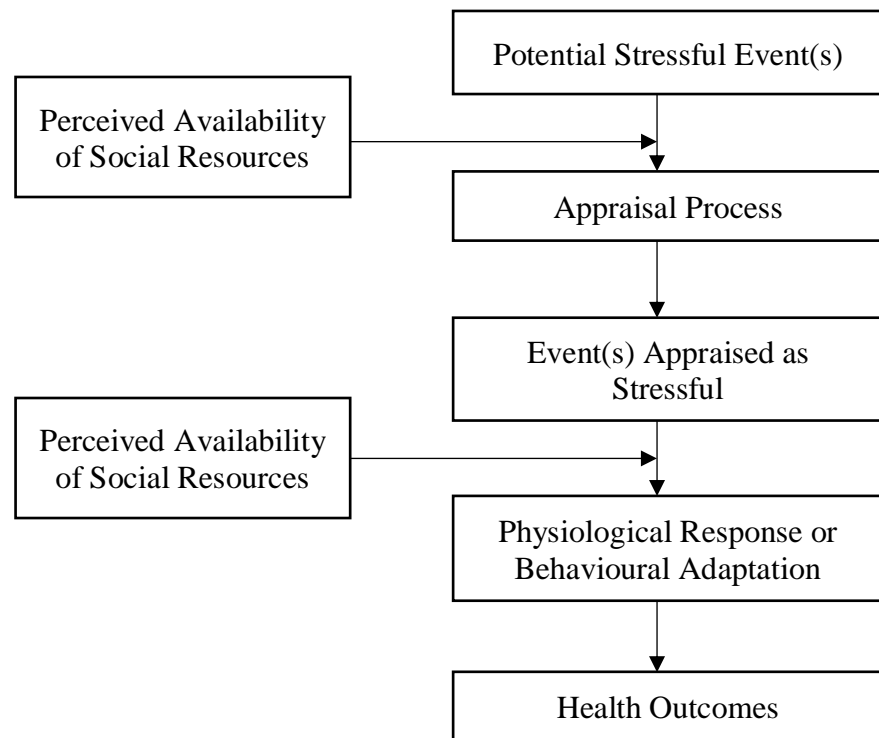 Potential Stressful Event(s)
Perceived Availability
of Social Resources
Appraisal Process
Event(s) Appraised as
Stressful
Perceived Availability
of Social Resources
Physiological Response or
Behavioural Adaptation
Health Outcomes